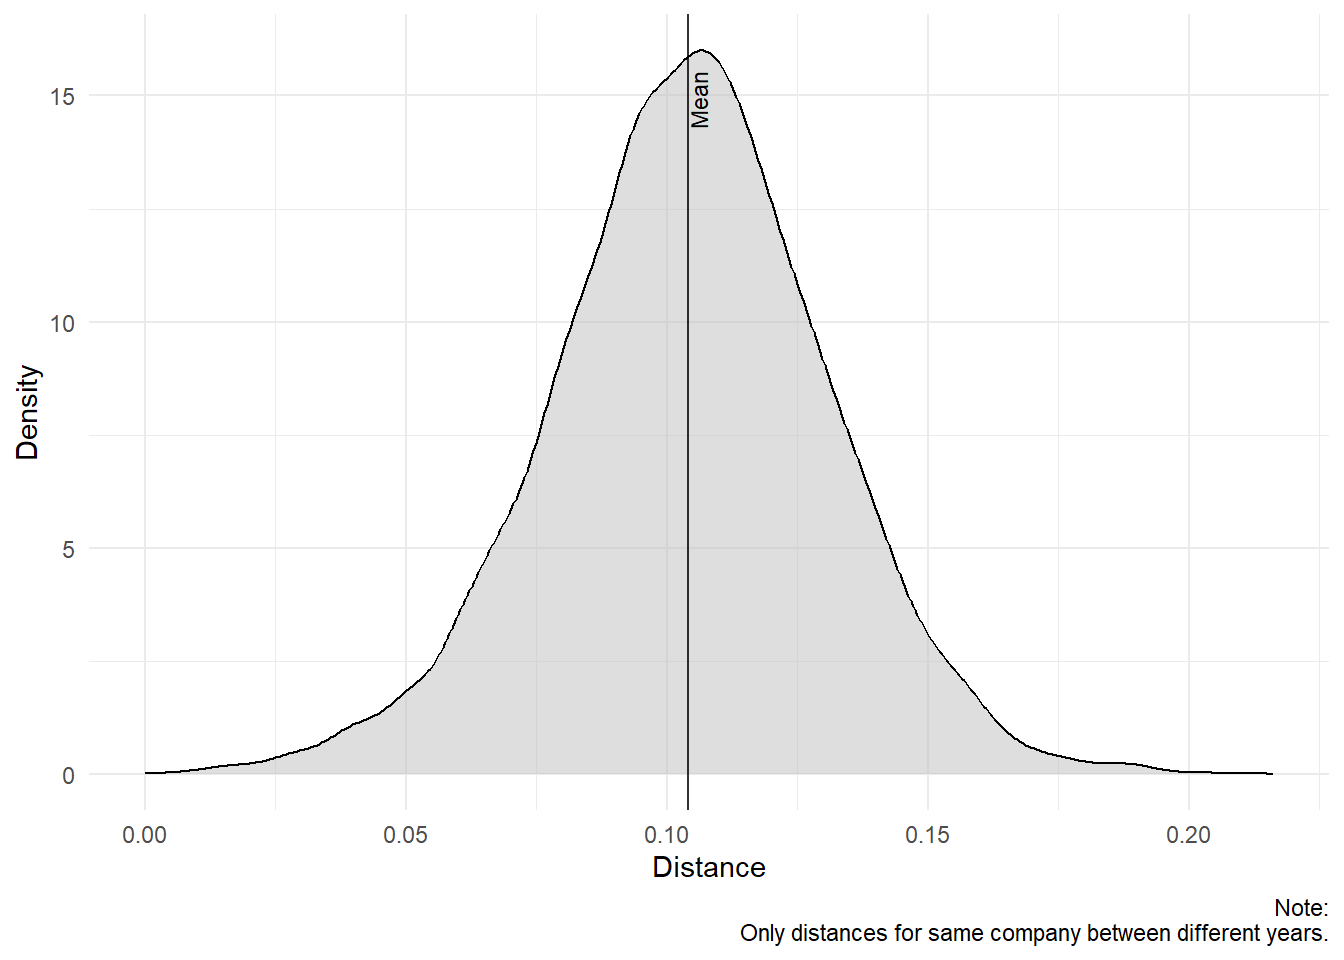 15
10
5
0
Density
Mean
0.00
0.05
0.10
0.15
0.20
Distance
Note:
Only distances for same company between different years.